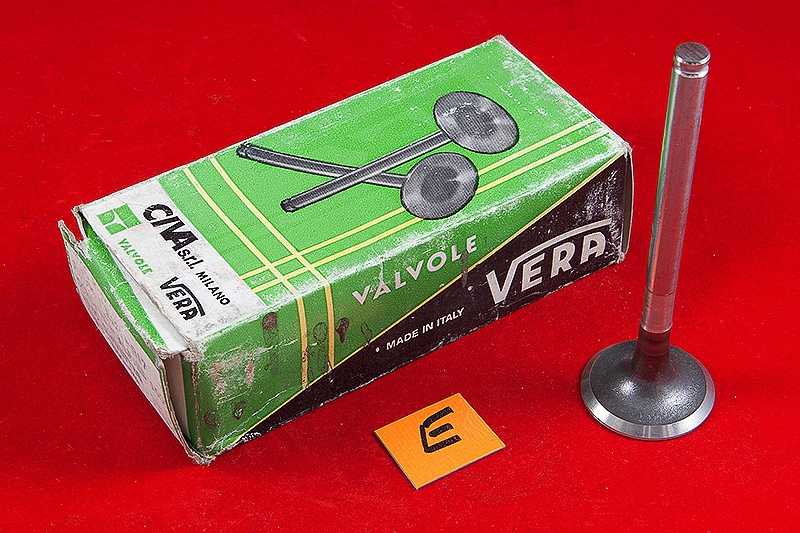 CIVA s.r.l. MILANO
VALVOLE
VERA
VALVOLE
VERA
MADE IN ITALY
E